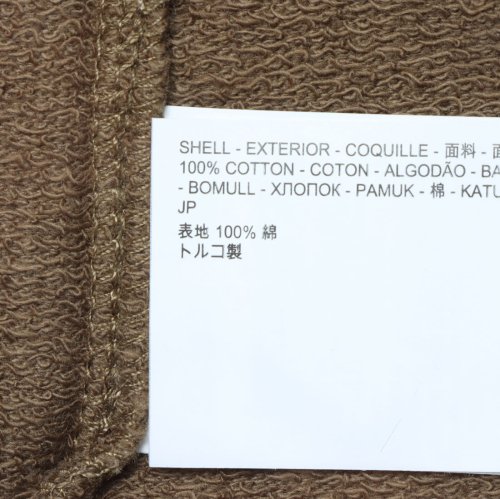 SHELL - EXTERIOR - COQUILLE - 面料 - 面
100% COTTON - COTON - ALGODÃO - BA
- BOMULL - ХЛОПОК - PAMUK - 棉 - KATU
JP
表地 100% 綿
トルコ製